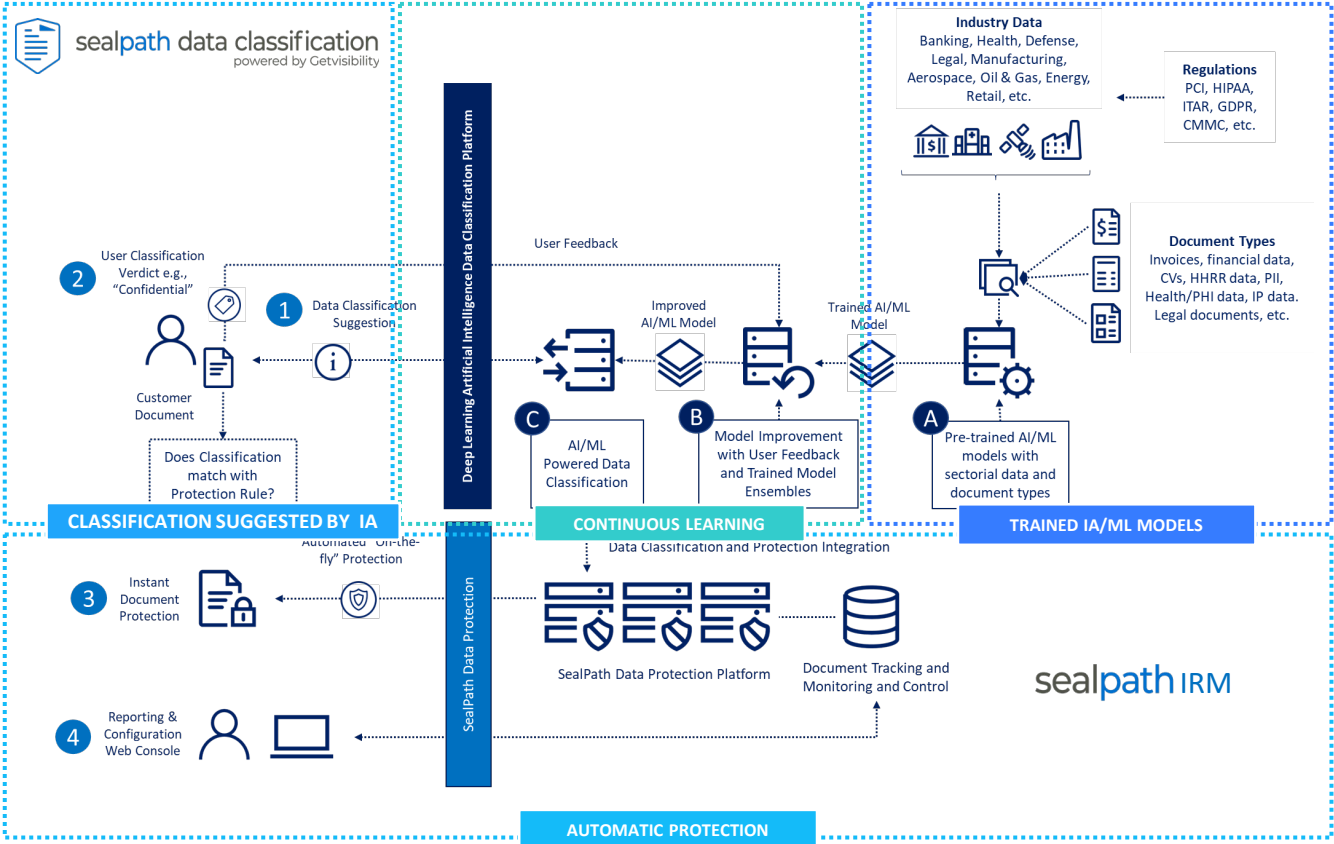 sealpath data classification
powered by Getvisibility
Industry Data
Banking, Health, Defense,
Legal, Manufacturing,
Aerospace, Oil & Gas, Energy,
Retail, etc.
Regulations
PCI, HIPAA,
ITAR, GDPR,
CMMC, etc.
Document Types
Invoices, financial data,
CVs, HHRR data, PII,
Health/PHI data, IP data.
Legal documents, etc.
Deep Learning Artificial Intelligence Data Classification Platform
User Feedback
2
User Classification
Verdict e.g.,
“Confidential”
1
Data Classification
Suggestion
i
Improved
AI/ML Model
Trained AI/ML
Model
Customer
Document
Does Classification
match with
Protection Rule?
C
AI/ML
Powered Data
Classification
B
Model Improvement
with User Feedback
and Trained Model
Ensembles
A
Pre-trained AI/ML
models with
sectorial data and
document types
CLASSIFICATION SUGGESTED BY IA
CONTINUOUS LEARNING
TRAINED IA/ML MODELS
Automated “On-the-
fly” Protection
Data Classification and Protection Integration
3
Instant
Document
Protection
SealPath Data Protection
SealPath Data Protection Platform
Document Tracking and
Monitoring and Control
sealpath IRM
4
Reporting &
Configuration
Web Console
AUTOMATIC PROTECTION